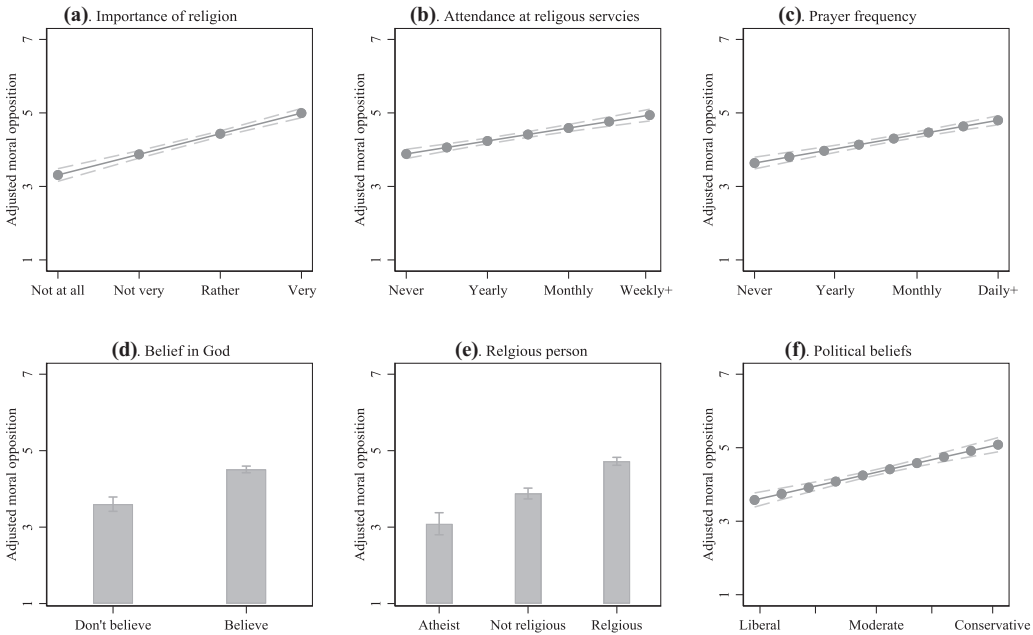 (a). Importance of religion
Adjusted moral opposition
7
5
3
1
Not at all Not very Rather Very
(b). Attendance at religous servcies
Adjusted moral opposition
7
5
3
1
Never Yearly Monthly Weekly+
(c). Prayer frequency
Adjusted moral opposition
7
5
3
1
Never Yearly Monthly Daily+
(d). Belief in God
Adjusted moral opposition
7
5
3
1
Don't believe Believe
(e). Relgious person
Adjusted moral opposition
7
5
3
1
Atheist Not religious Relgious
(f). Political beliefs
Adjusted moral opposition
7
5
3
1
Liberal Moderate Conservative